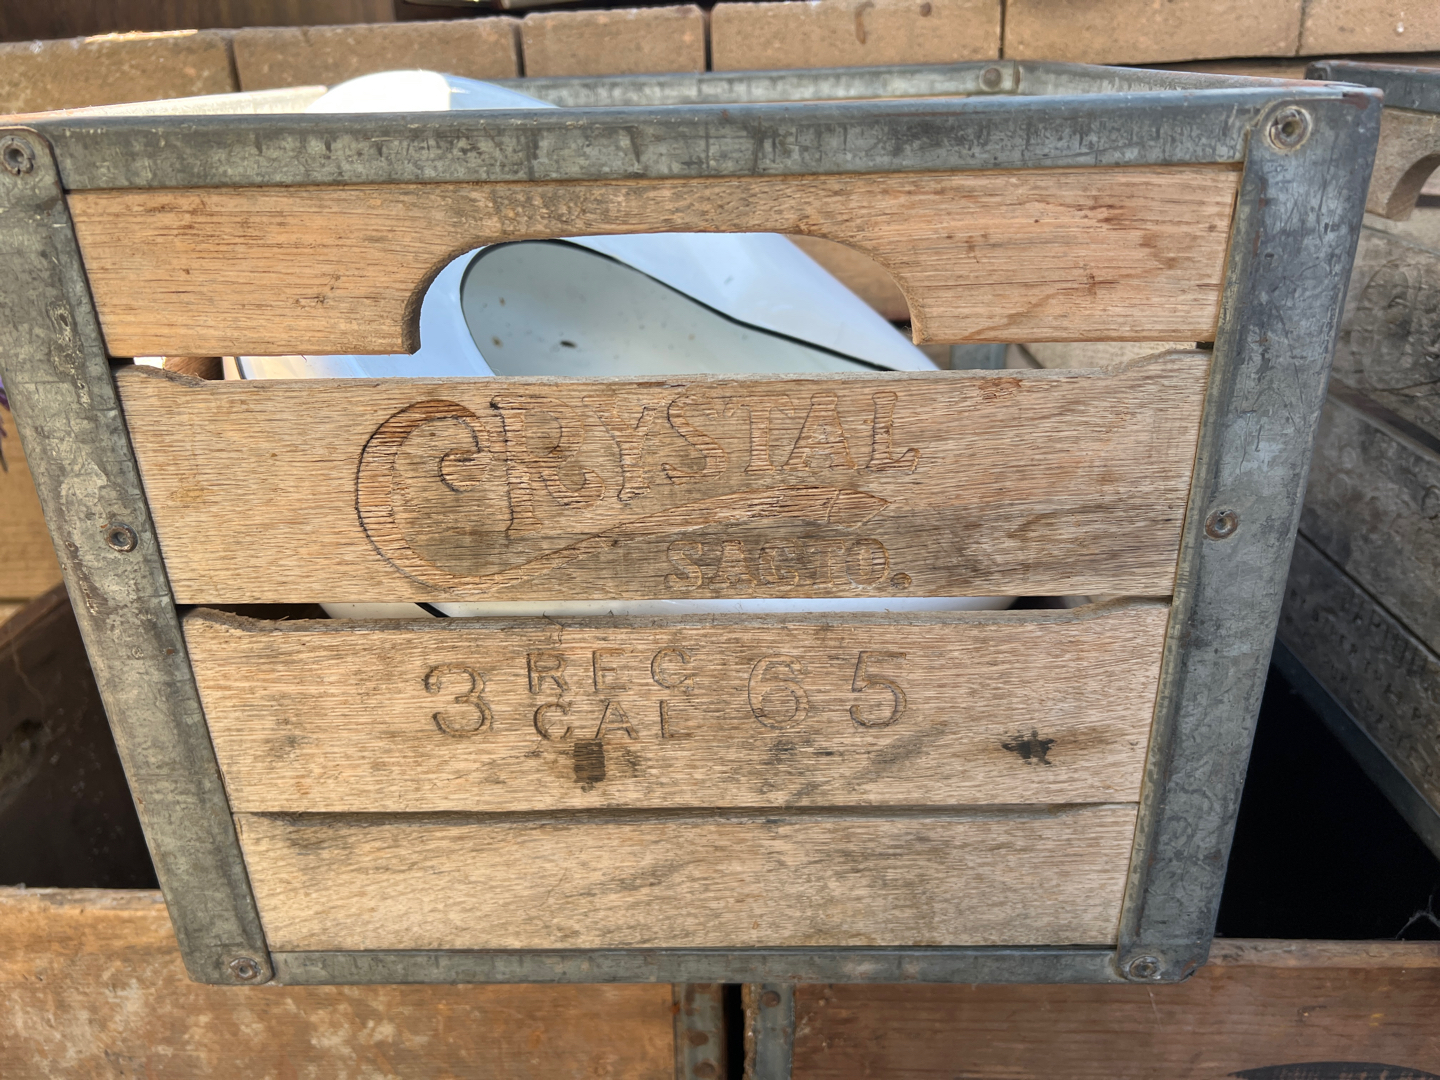 CRYSTAL
SACTO.
3 REG CAL 65